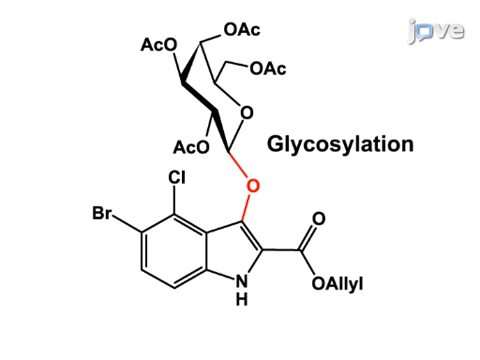 jove
OAc
AcO
OAc
O
AcO
Glycosylation
Cl
O
Br
O
N
H
OAllyl